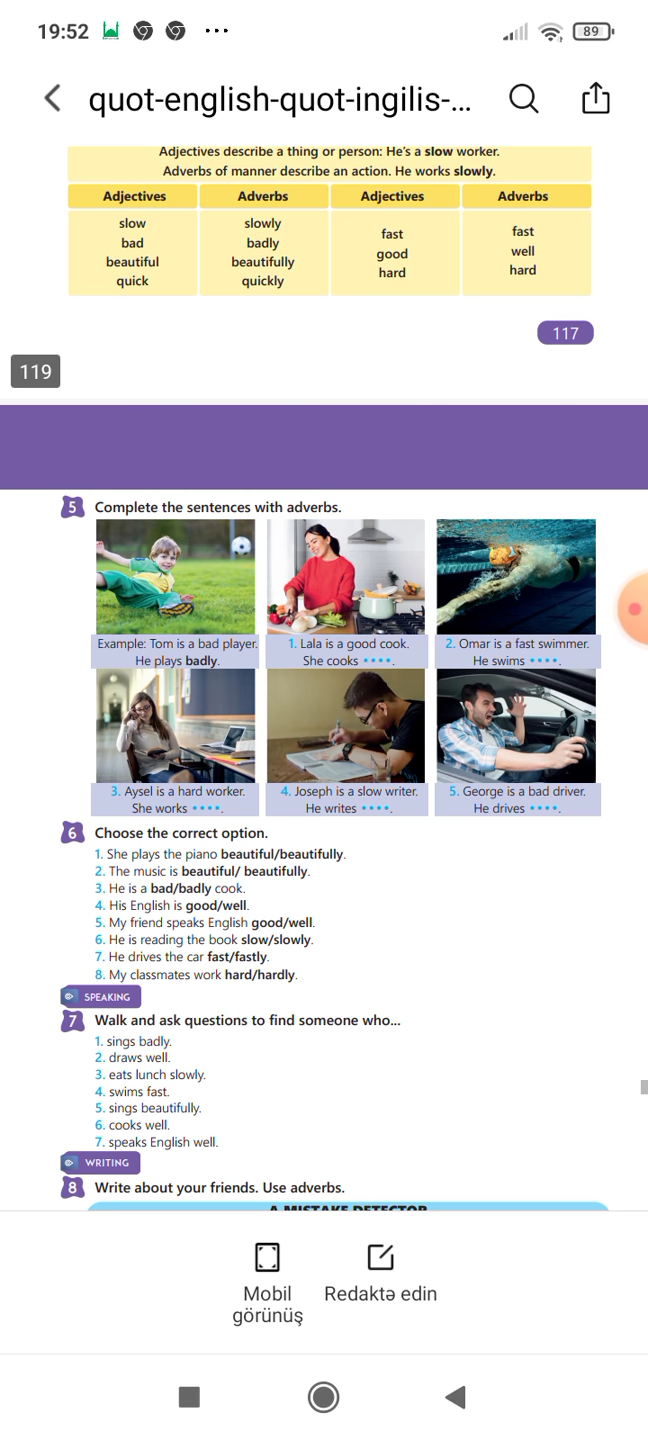 19:52
89
quot-english-quot-ingilis-...
Adjectives describe a thing or person: He's a slow worker.
Adverbs of manner describe an action. He works slowly.
Adjectives Adverbs Adjectives Adverbs
slow slowly fast fast
bad badly good well
beautiful beautifully hard hard
quick quickly
117
119
5 Complete the sentences with adverbs.
Example: Tom is a bad player.
He plays badly.
1. Lala is a good cook.
She cooks ••••.
2. Omar is a fast swimmer.
He swims ••••.
3. Aysel is a hard worker.
She works ••••.
4. Joseph is a slow writer.
He writes ••••.
5. George is a bad driver.
He drives ••••.
6 Choose the correct option.
1. She plays the piano beautiful/beautifully.
2. The music is beautiful/ beautifully.
3. He is a bad/badly cook.
4. His English is good/well.
5. My friend speaks English good/well.
6. He is reading the book slow/slowly.
7. He drives the car fast/fastly.
8. My classmates work hard/hardly.
SPEAKING
7 Walk and ask questions to find someone who...
1. sings badly.
2. draws well.
3. eats lunch slowly.
4. swims fast.
5. sings beautifully.
6. cooks well.
7. speaks English well.
WRITING
8 Write about your friends. Use adverbs.
A MISTAKE DETECTOR
Mobil
görünüş
Redaktə edin